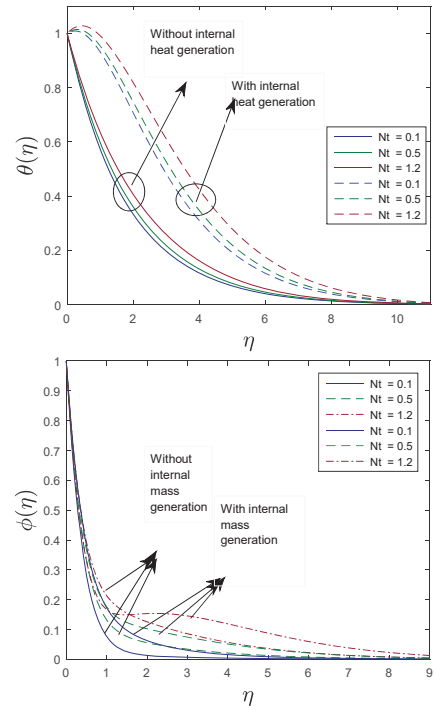 Without internal
heat generation
With internal
heat generation
θ(η)
1
0.8
0.6
0.4
0.2
0
Nt = 0.1
Nt = 0.5
Nt = 1.2
Nt = 0.1
Nt = 0.5
Nt = 1.2
0 2 4 6 8 10
η
ϕ(η)
1
0.9
0.8
0.7
0.6
0.5
0.4
0.3
0.2
0.1
0
Nt = 0.1
Nt = 0.5
Nt = 1.2
Nt = 0.1
Nt = 0.5
Nt = 1.2
Without
internal
mass
generation
With internal
mass
generation
0 1 2 3 4 5 6 7 8 9
η